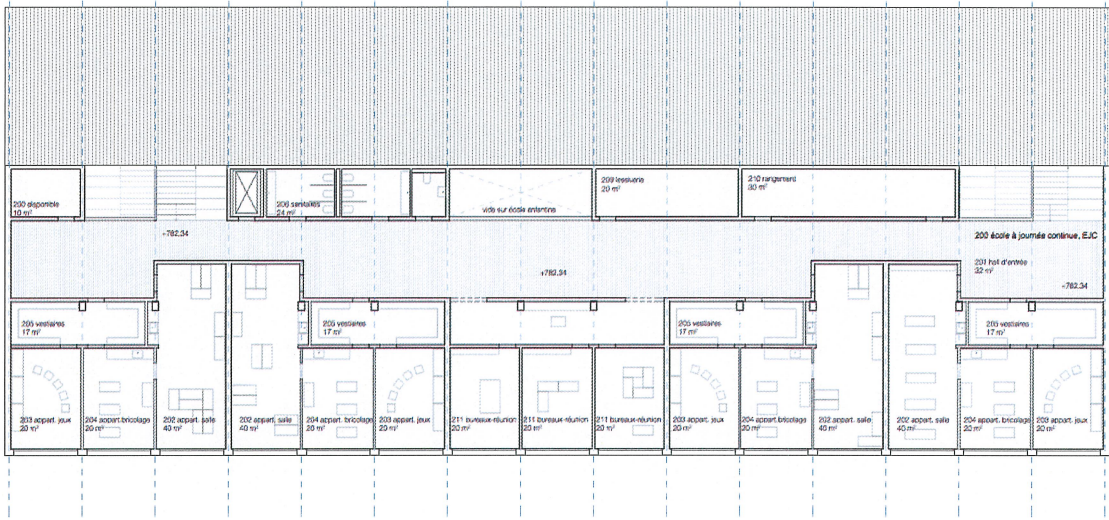 200 disponible
10 m²
206 sanitaires
24 m²
vide sur école enfantine
209 lessiverie
20 m²
210 rangement
30 m²
+782.34
+782.34
200 école à journée continue, EJC
201 hall d'entrée
32 m²
+782.34
205 vestiaires
17 m²
205 vestiaires
17 m²
205 vestiaires
17 m²
205 vestiaires
17 m²
203 appart. jeux
20 m²
204 appart. bricolage
20 m²
202 appart. salle
40 m²
202 appart. salle
40 m²
204 appart. bricolage
20 m²
203 appart. jeux
20 m²
211 bureaux-réunion
20 m²
211 bureaux-réunion
20 m²
211 bureaux-réunion
20 m²
203 appart. jeux
20 m²
204 appart. bricolage
20 m²
202 appart. salle
40 m²
202 appart. salle
40 m²
204 appart. bricolage
20 m²
203 appart. jeux
20 m²